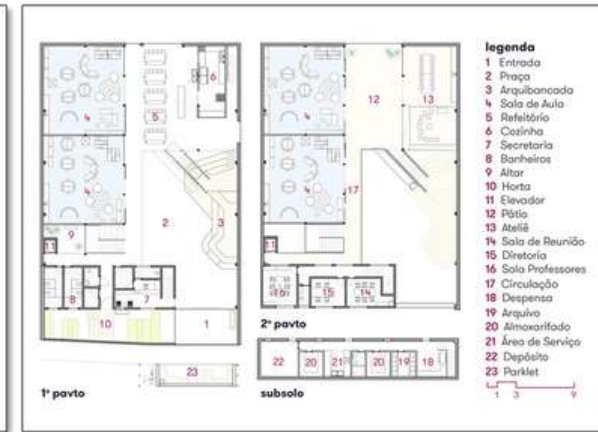 6
4
5
12
13
4
4
2
3
17
9
11
11
8
7
16
15
14
10
1
2º pavto
23
22
20
21
20
19
18
1º pavto
subsolo
legenda
1 Entrada
2 Praça
3 Arquibancada
4 Sala de Aula
5 Refeitório
6 Cozinha
7 Secretaria
8 Banheiros
9 Altar
10 Horta
11 Elevador
12 Pátio
13 Ateliê
14 Sala de Reunião
15 Diretoria
16 Sala Professores
17 Circulação
18 Despensa
19 Arquivo
20 Almoxarifado
21 Área de Serviço
22 Depósito
23 Parklet
1 3 9